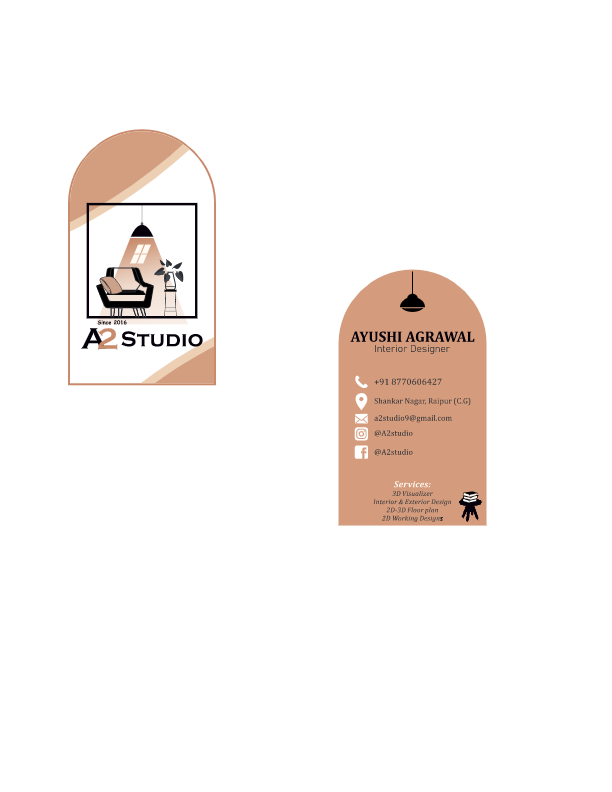 Since 2016
A2 STUDIO
AYUSHI AGRAWAL
Interior Designer
+91 8770606427
Shankar Nagar, Raipur (C.G)
a2studio9@gmail.com
@A2studio
@A2studio
Services:
3D Visualizer
Interior & Exterior Design
2D-3D Floor plan
2D Working Designs